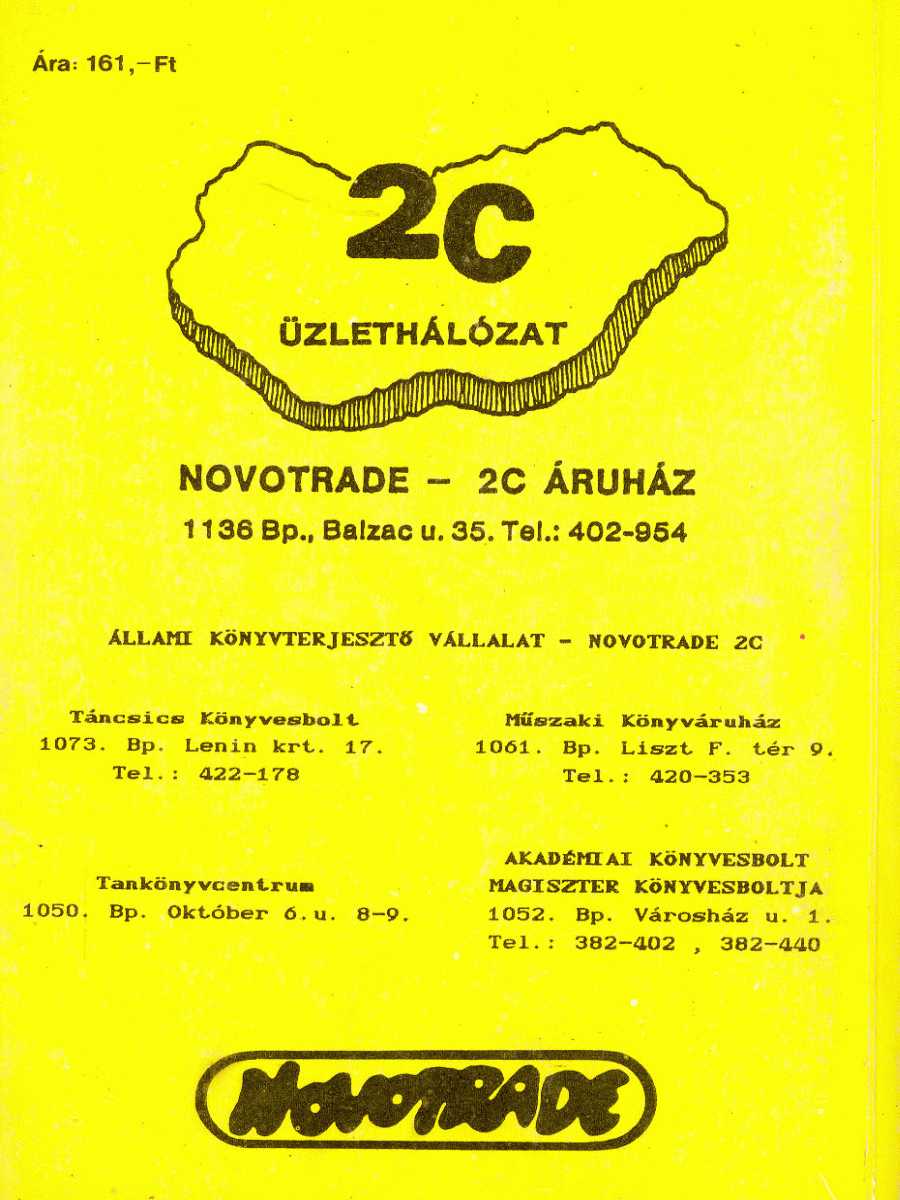 Ára: 161,–Ft
2C
ÜZLETHÁLÓZAT
NOVOTRADE – 2C ÁRUHÁZ
1136 Bp., Balzac u. 35. Tel.: 402-954
ÁLLAMI KÖNYVTERJESZTŐ VÁLLALAT - NOVOTRADE 2C
Táncsics Könyvesbolt
1073. Bp. Lenin krt. 17.
Tel.: 422-178
Műszaki Könyváruház
1061. Bp. Liszt F. tér 9.
Tel.: 420-353
Tankönyvcentrum
1050. Bp. Október 6.u. 8-9.
AKADÉMIAI KÖNYVESBOLT
MAGISZTER KÖNYVESBOLTJA
1052. Bp. Városház u. 1.
Tel.: 382-402 , 382-440
NOVOTRADE